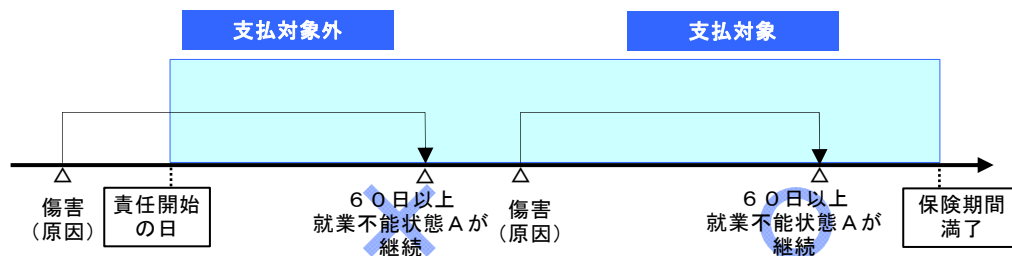 支払対象外
支払対象
傷害
(原因)
責任開始
の日
６０日以上
就業不能状態Ａが
継続
傷害
(原因)
６０日以上
就業不能状態Ａが
継続
保険期間
満了